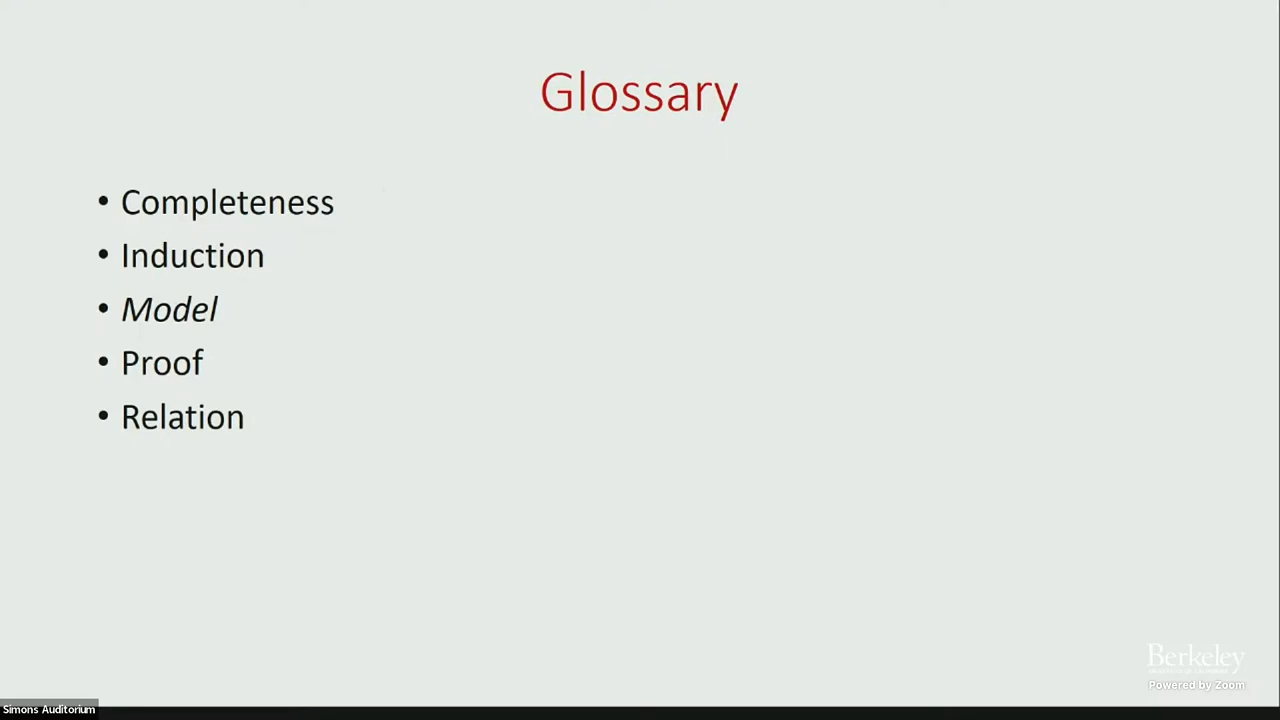 Glossary
• Completeness
• Induction
• Model
• Proof
• Relation
Berkeley
Powered by Zoom
Simons Auditorium